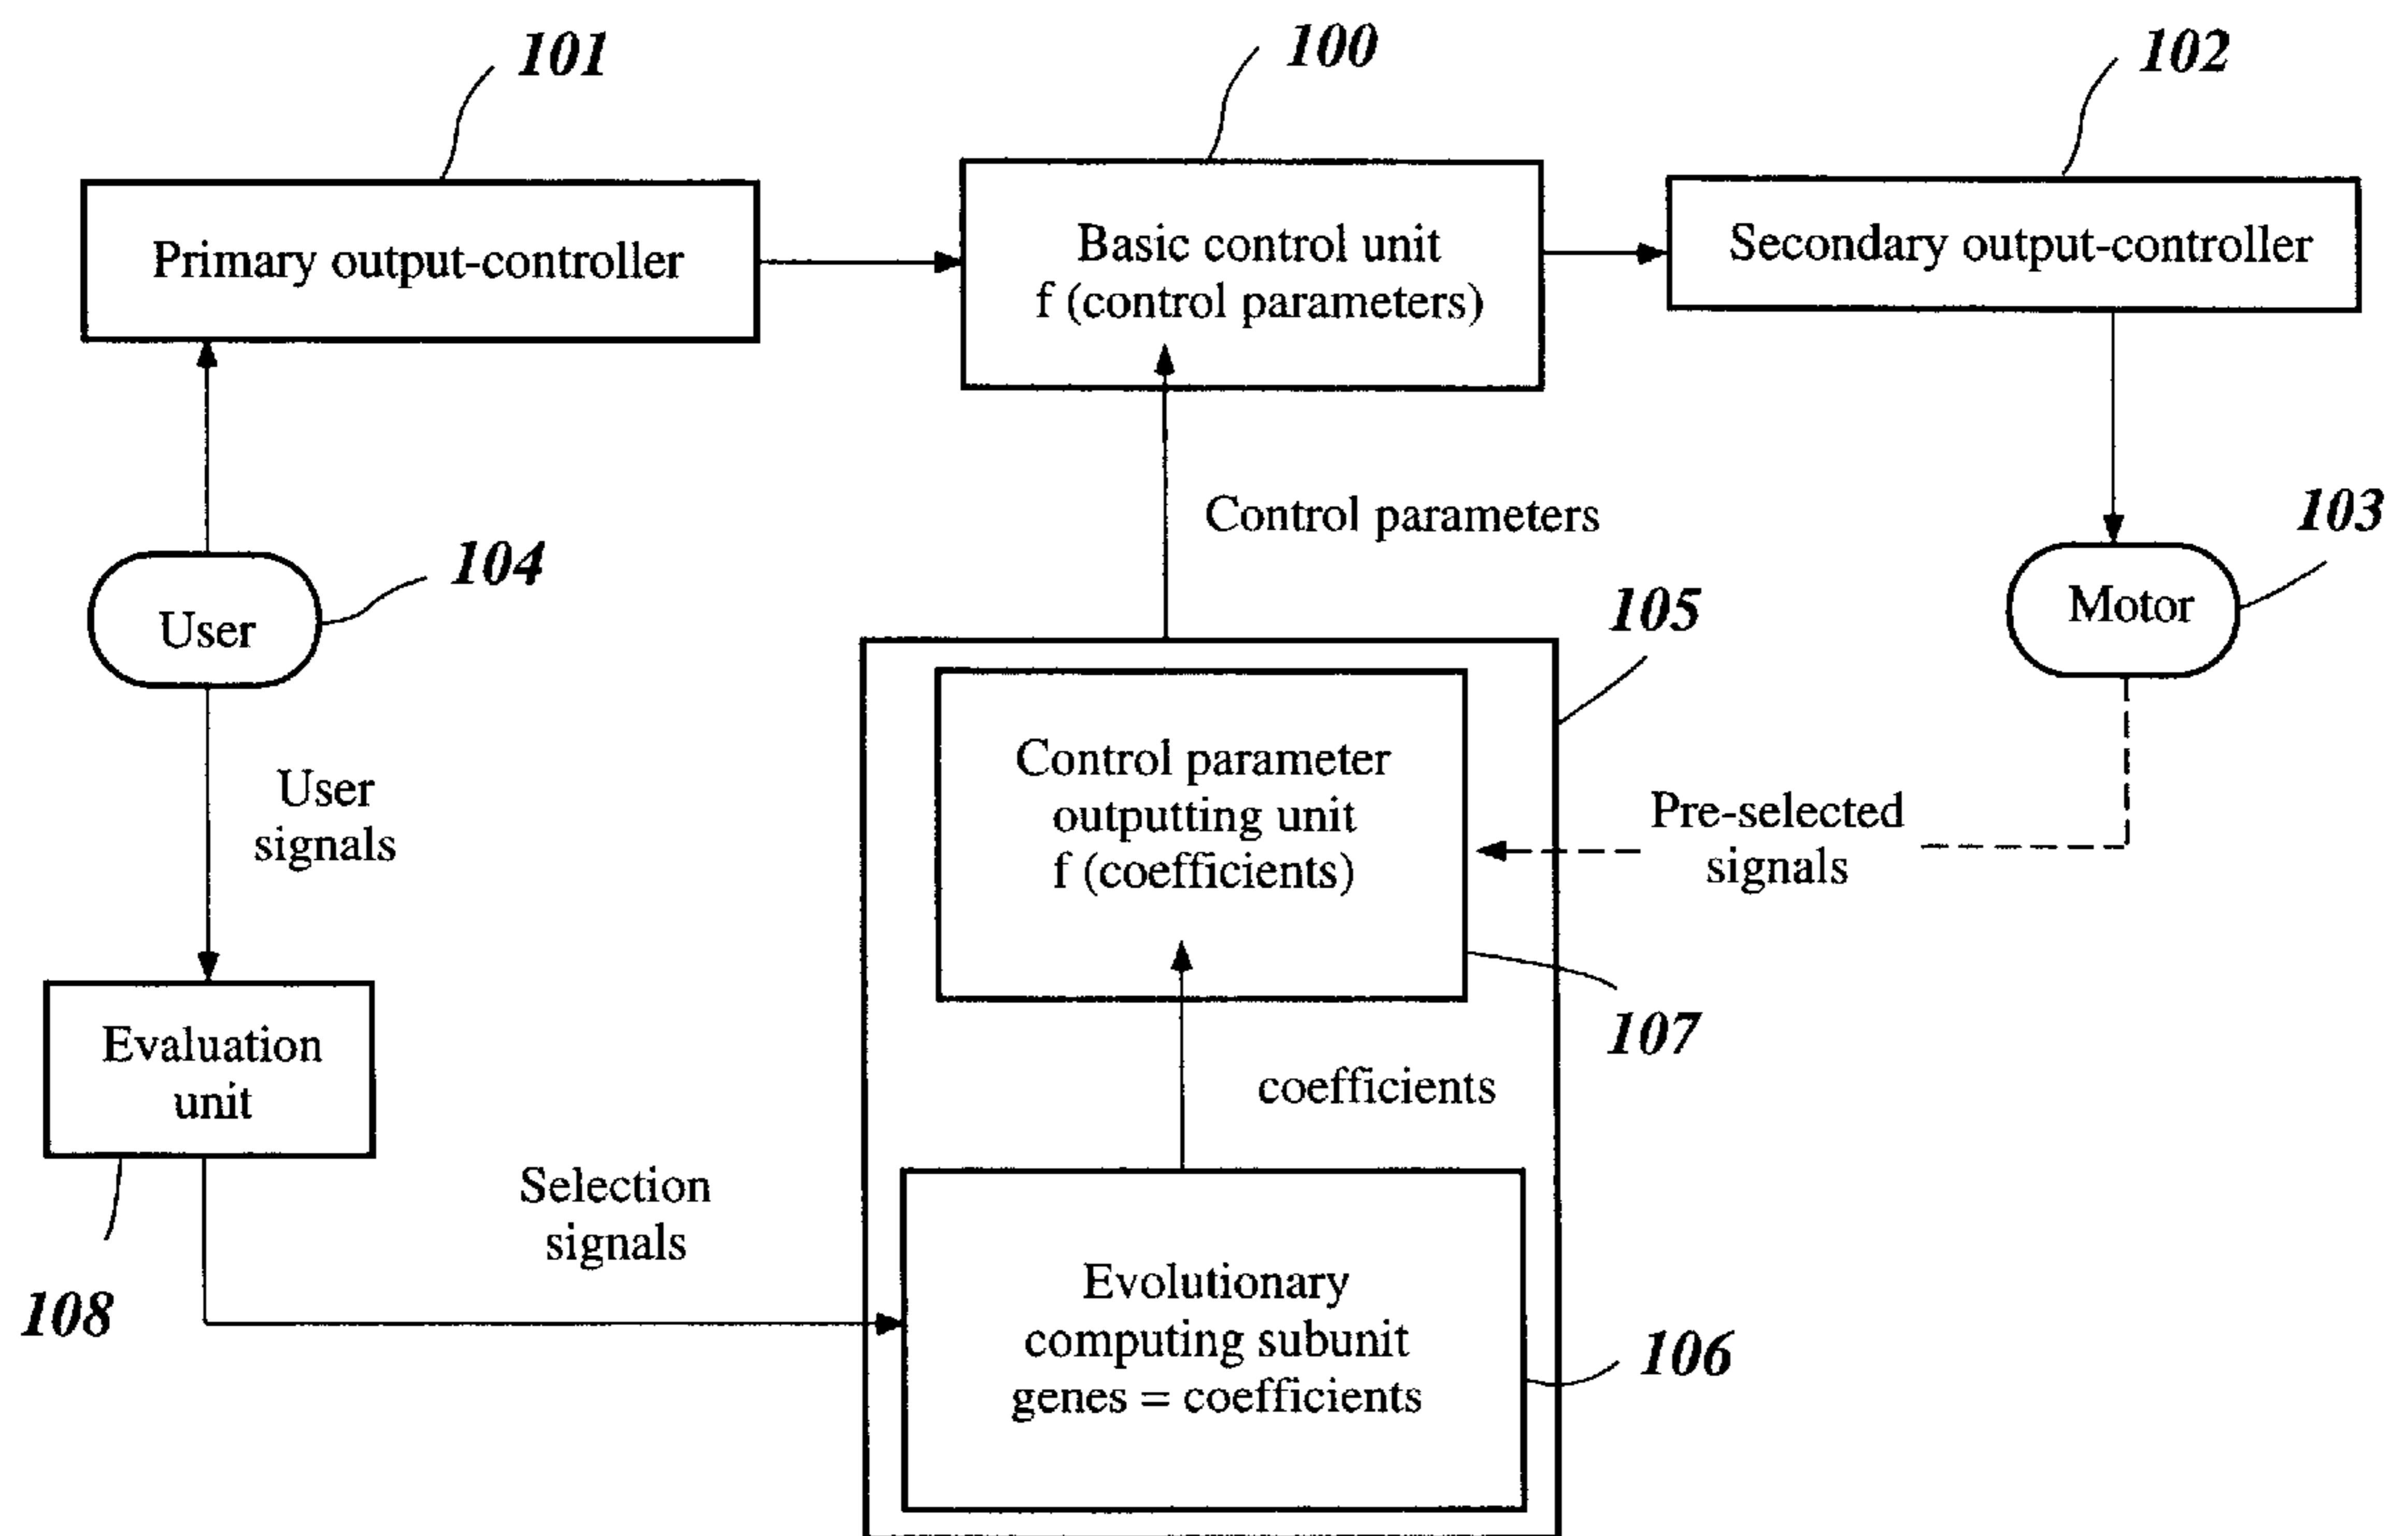 101
100
102
Primary output-controller
Basic control unit
f (control parameters)
Secondary output-controller
Control parameters
103
104
User
Motor
105
User
signals
Control parameter
outputting unit
f (coefficients)
Pre-selected
signals
107
Evaluation
unit
coefficients
Selection
signals
108
Evolutionary
computing subunit
genes = coefficients
106